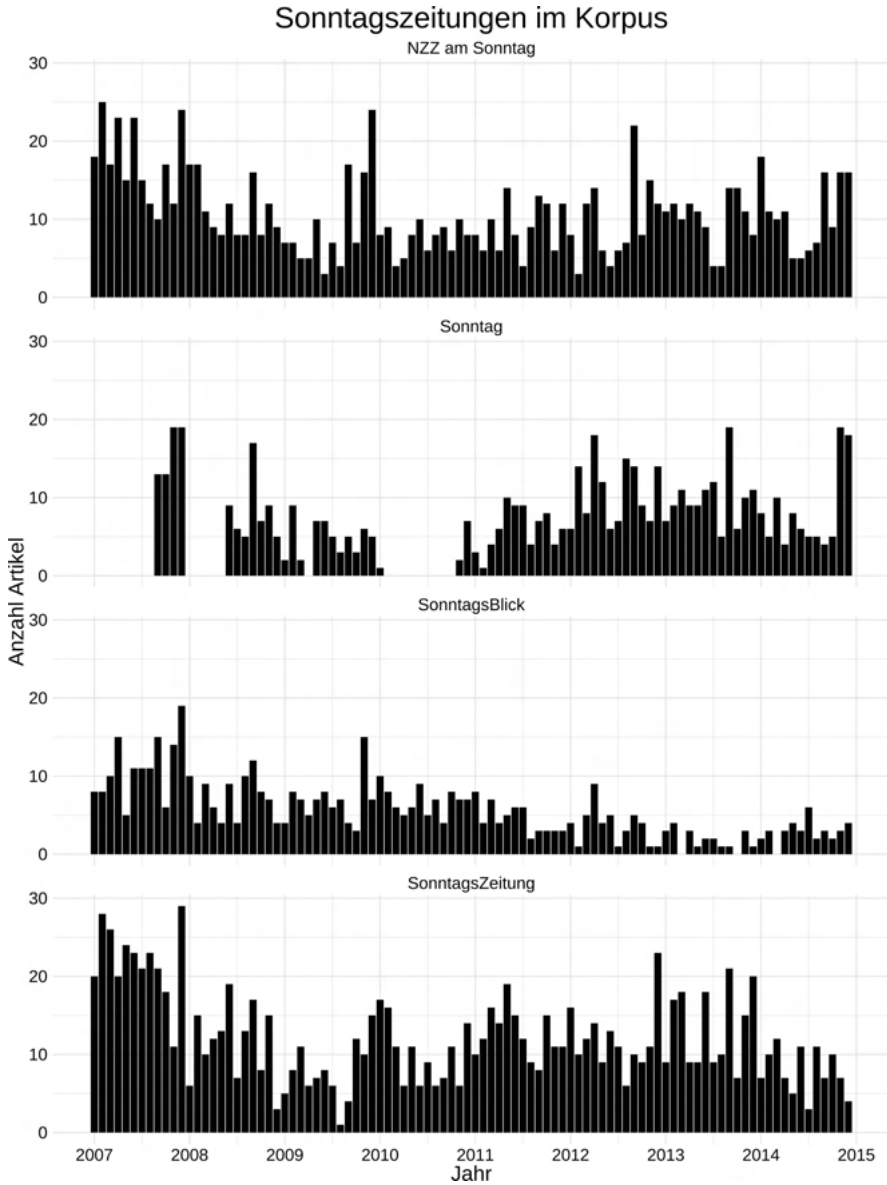 Sonntagszeitungen im Korpus
NZZ am Sonntag
30
20
10
0
Sonntag
30
20
10
0
SonntagsBlick
30
20
10
0
SonntagsZeitung
30
20
10
0
Anzahl Artikel
2007 2008 2009 2010 2011 2012 2013 2014 2015
Jahr